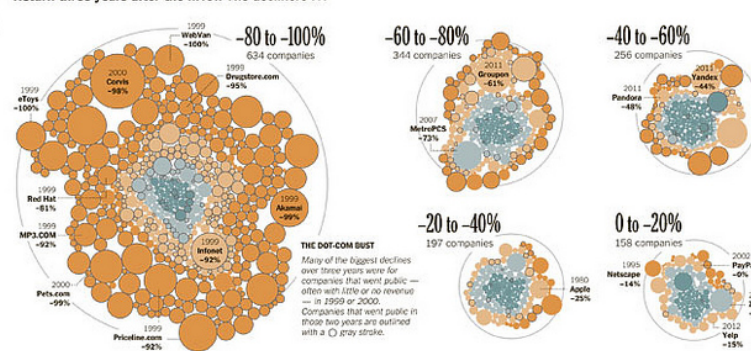 -80 to -100%
634 companies
1999
WebVan
-100%
2000
Corvis
-98%
1999
Drugstore.com
-95%
1999
eToys
-100%
1999
Red Hat
-81%
1999
Akamai
-99%
1999
MP3.COM
-92%
1999
Infonet
-92%
2000
Pets.com
-99%
1999
Priceline.com
-92%
THE DOT-COM BUST
Many of the biggest declines
over three years were for
companies that went public —
often with little or no revenue
— in 1999 or 2000.
Companies that went public in
those two years are outlined
with a gray stroke.
-60 to -80%
344 companies
2011
Groupon
-61%
2007
MetroPCS
-73%
-40 to -60%
256 companies
2011
Yandex
-44%
2011
Pandora
-48%
-20 to -40%
197 companies
1980
Apple
-25%
0 to -20%
158 companies
1995
Netscape
-14%
2002
PayP
-0%
2012
Yelp
-15%